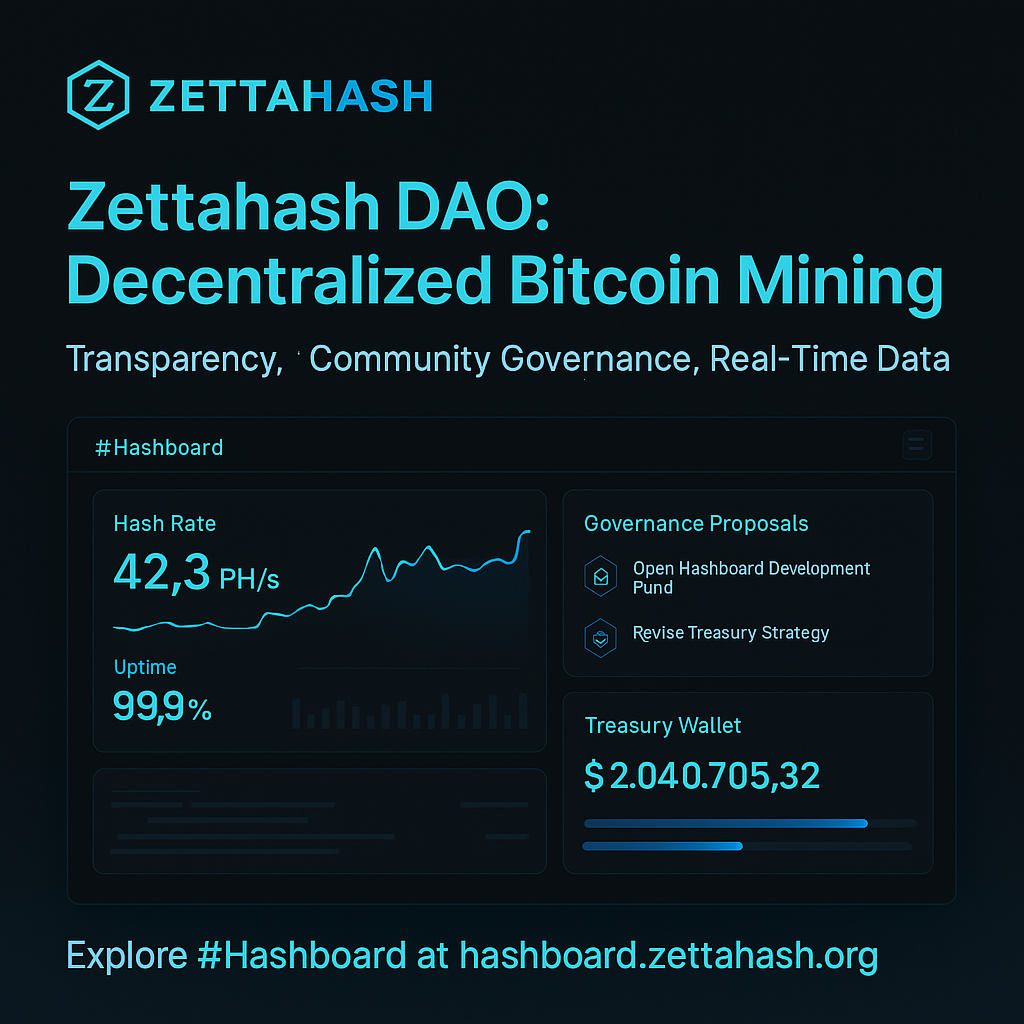 ZETTAHASH
Zettahash DAO:
Decentralized Bitcoin Mining
Transparency, Community Governance, Real-Time Data
#Hashboard
Hash Rate
42,3 PH/s
Uptime
99,9%
Governance Proposals
Open Hashboard Development
Pund
Revise Treasury Strategy
Treasury Wallet
$2.040.705,32
Explore #Hashboard at hashboard.zettahash.org